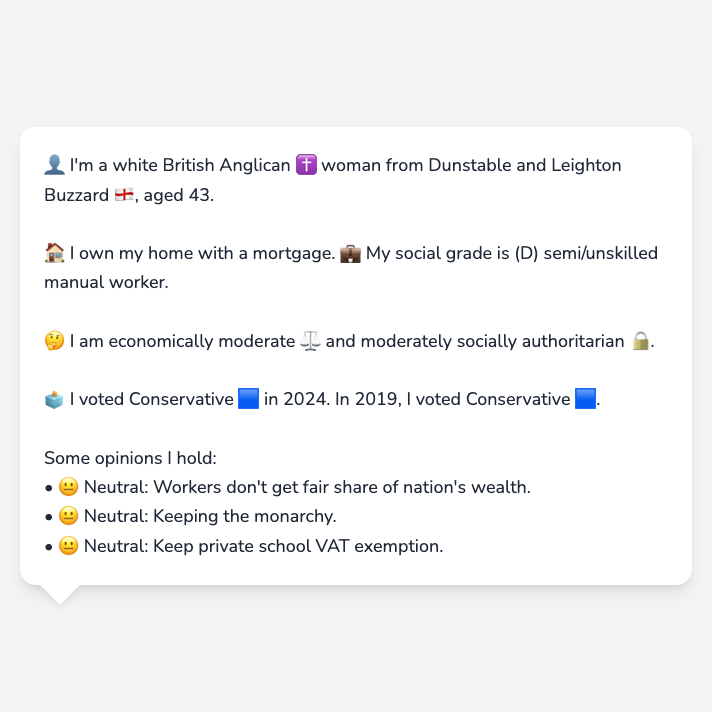 👤 I'm a white British Anglican ✝️ woman from Dunstable and Leighton
Buzzard 🏴󠁧󠁢󠁥󠁮󠁧󠁿, aged 43.
🏠 I own my home with a mortgage. 💼 My social grade is (D) semi/unskilled
manual worker.
🤔 I am economically moderate ⚖️ and moderately socially authoritarian 🔒.
🗳️ I voted Conservative 🟦 in 2024. In 2019, I voted Conservative 🟦.
Some opinions I hold:
• 😐 Neutral: Workers don't get fair share of nation's wealth.
• 😐 Neutral: Keeping the monarchy.
• 😐 Neutral: Keep private school VAT exemption.